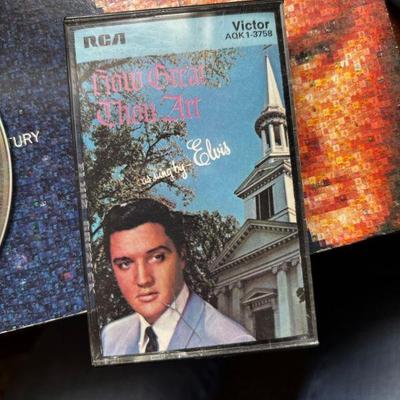 RCA
Victor
AQK1-3758
How Great
Thou Art
as sung by Elvis
TURY